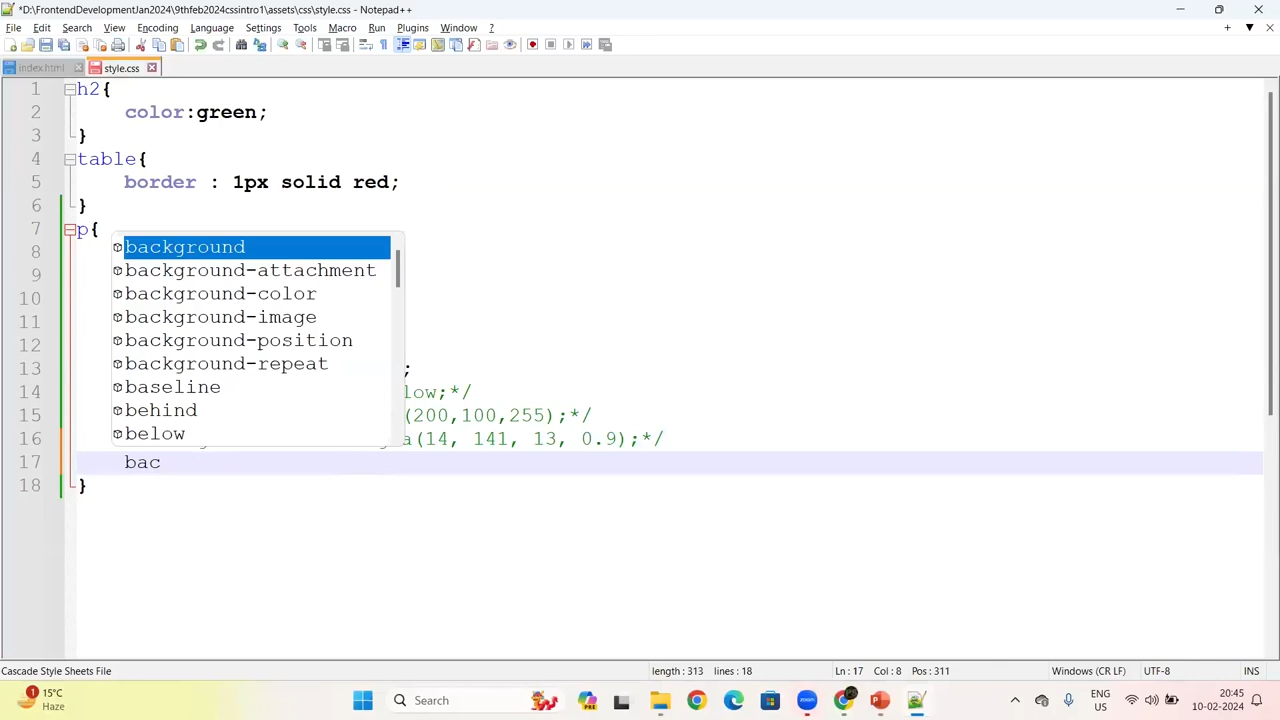 *D:\FrontendDevelopmentJan2024\9thfeb2024cssintro1\assets\css\style.css - Notepad++
File Edit Search View Encoding Language Settings Tools Macro Run Plugins Window ?
index.html style.css
1 h2{
2 color:green;
3 }
4 table{
5 border : 1px solid red;
6 }
7 p{
8 background
9 background-attachment
10 background-color
11 background-image
12 background-position
13 background-repeat ;
14 baseline low;*/
15 behind (200,100,255);*/
16 below a(14, 141, 13, 0.9);*/
17 bac
18 }
Cascade Style Sheets File length : 313 lines : 18 Ln : 17 Col : 8 Pos : 311 Windows (CR LF) UTF-8 INS
1 15°C
Haze
Search
PRE
ENG
US
20:45
10-02-2024